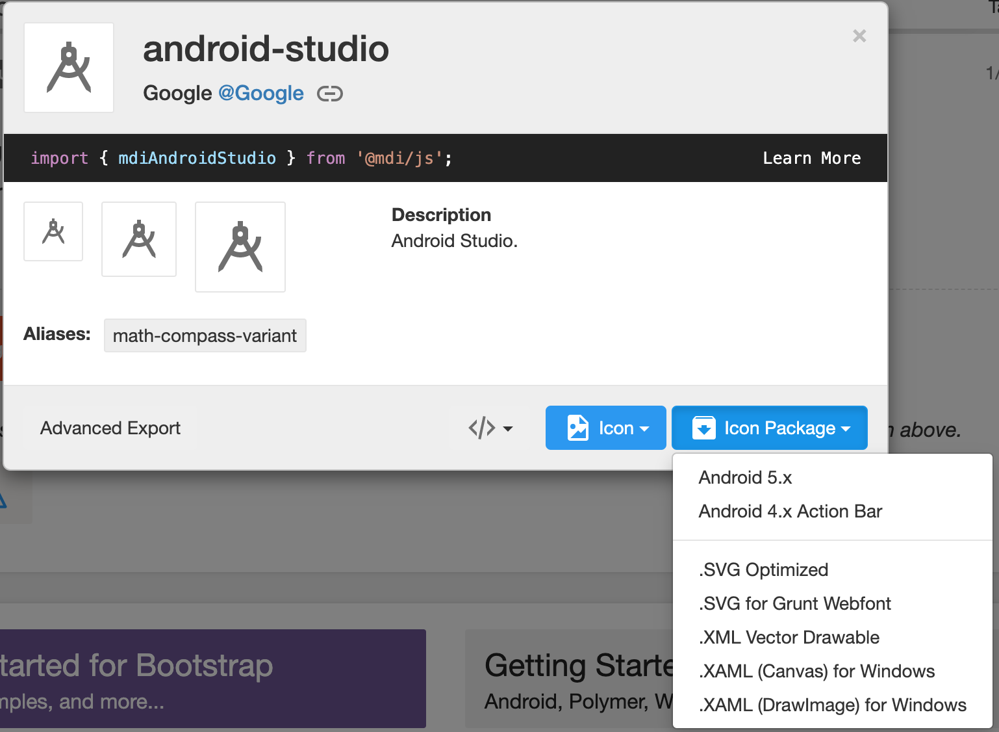 android-studio
Google @Google
import { mdiAndroidStudio } from '@mdi/js'; Learn More
Description
Android Studio.
Aliases: math-compass-variant
Advanced Export </> Icon Icon Package
above.
Android 5.x
Android 4.x Action Bar
.SVG Optimized
.SVG for Grunt Webfont
.XML Vector Drawable
.XAML (Canvas) for Windows
.XAML (DrawImage) for Windows
tarted for Bootstrap
mples, and more...
Getting Starte
Android, Polymer, W